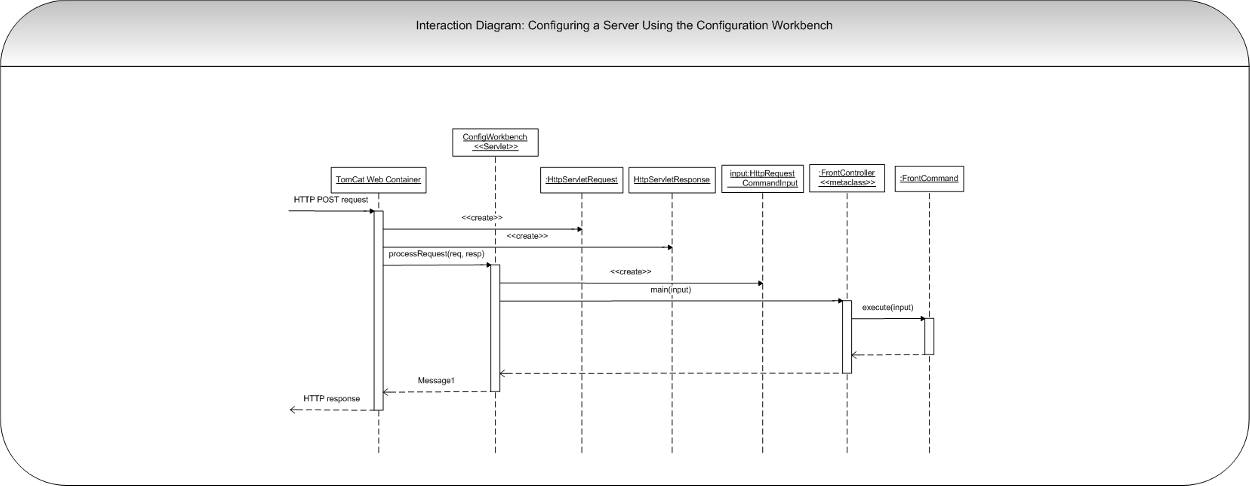 Interaction Diagram: Configuring a Server Using the Configuration Workbench
ConfigWorkbench
<<Servlet>>
TomCat Web Container
:HttpServletRequest
HttpServletResponse
input:HttpRequest
CommandInput
:FrontController
<<metaclass>>
:FrontCommand
HTTP POST request
<<create>>
<<create>>
processRequest(req, resp)
<<create>>
main(input)
execute(input)
Message1
HTTP response